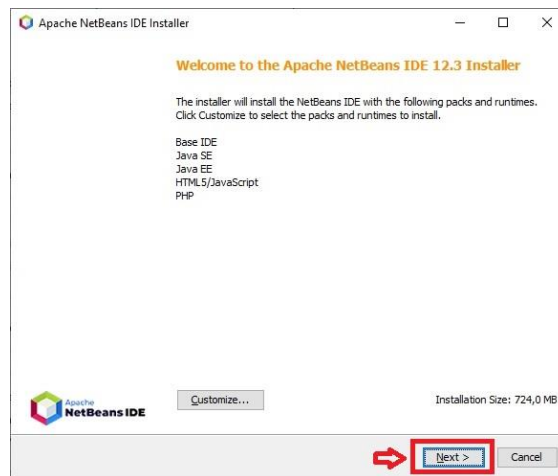 Apache NetBeans IDE Installer
Welcome to the Apache NetBeans IDE 12.3 Installer
The installer will install the NetBeans IDE with the following packs and runtimes.
Click Customize to select the packs and runtimes to install.
Base IDE
Java SE
Java EE
HTML5/JavaScript
PHP
Apache
NetBeans IDE
Customize...
Installation Size: 724,0 MB
Next >
Cancel